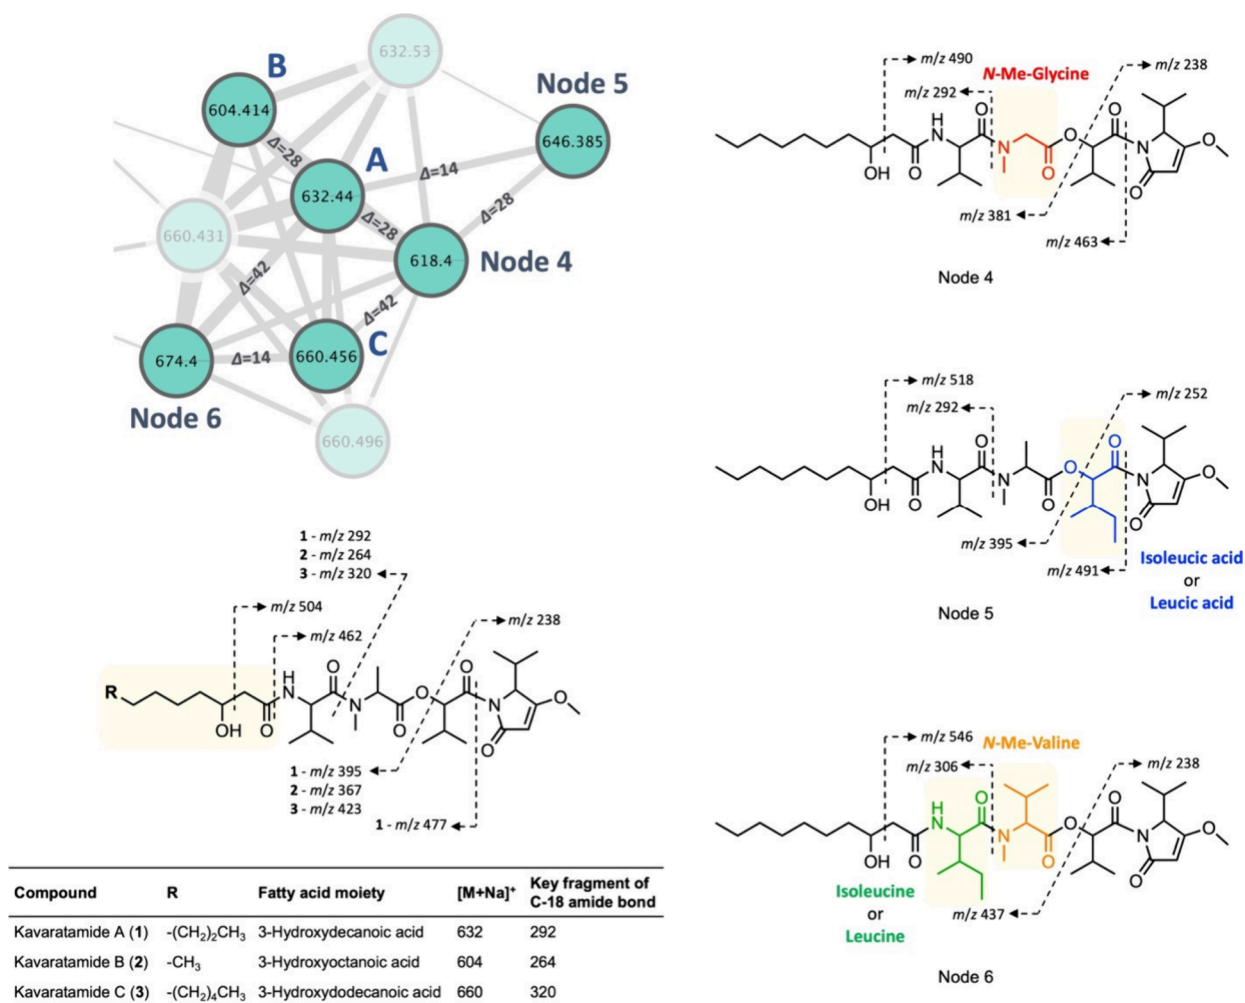 632.53
B
Node 5
604.414
646.385
Δ=28
A
632.44
Δ=14
Δ=28
Δ=28
660.431
618.4
Node 4
Δ=42
Δ=42
674.4
Δ=14
660.456
C
Node 6
660.496
1 - m/z 292
2 - m/z 264
3 - m/z 320
m/z 504
m/z 462
m/z 238
R
OH
O
H
N
O
N
O
O
O
N
O
O
1 - m/z 395
2 - m/z 367
3 - m/z 423
1 - m/z 477
Compound R Fatty acid moiety [M+Na]+ Key fragment of
C-18 amide bond
Kavaratamide A (1) -(CH2)2CH3 3-Hydroxydecanoic acid 632 292
Kavaratamide B (2) -CH3 3-Hydroxyoctanoic acid 604 264
Kavaratamide C (3) -(CH2)4CH3 3-Hydroxydodecanoic acid 660 320
m/z 490
N-Me-Glycine
m/z 238
m/z 292
OH
O
H
N
O
N
O
O
O
N
O
O
m/z 381
m/z 463
Node 4
m/z 518
m/z 292
m/z 252
OH
O
H
N
O
N
O
O
O
N
O
O
m/z 395
m/z 491
Isoleucic acid
or
Leucic acid
Node 5
m/z 546
N-Me-Valine
m/z 306
m/z 238
OH
O
H
N
O
N
O
O
O
N
O
O
Isoleucine
or
Leucine
m/z 437
Node 6